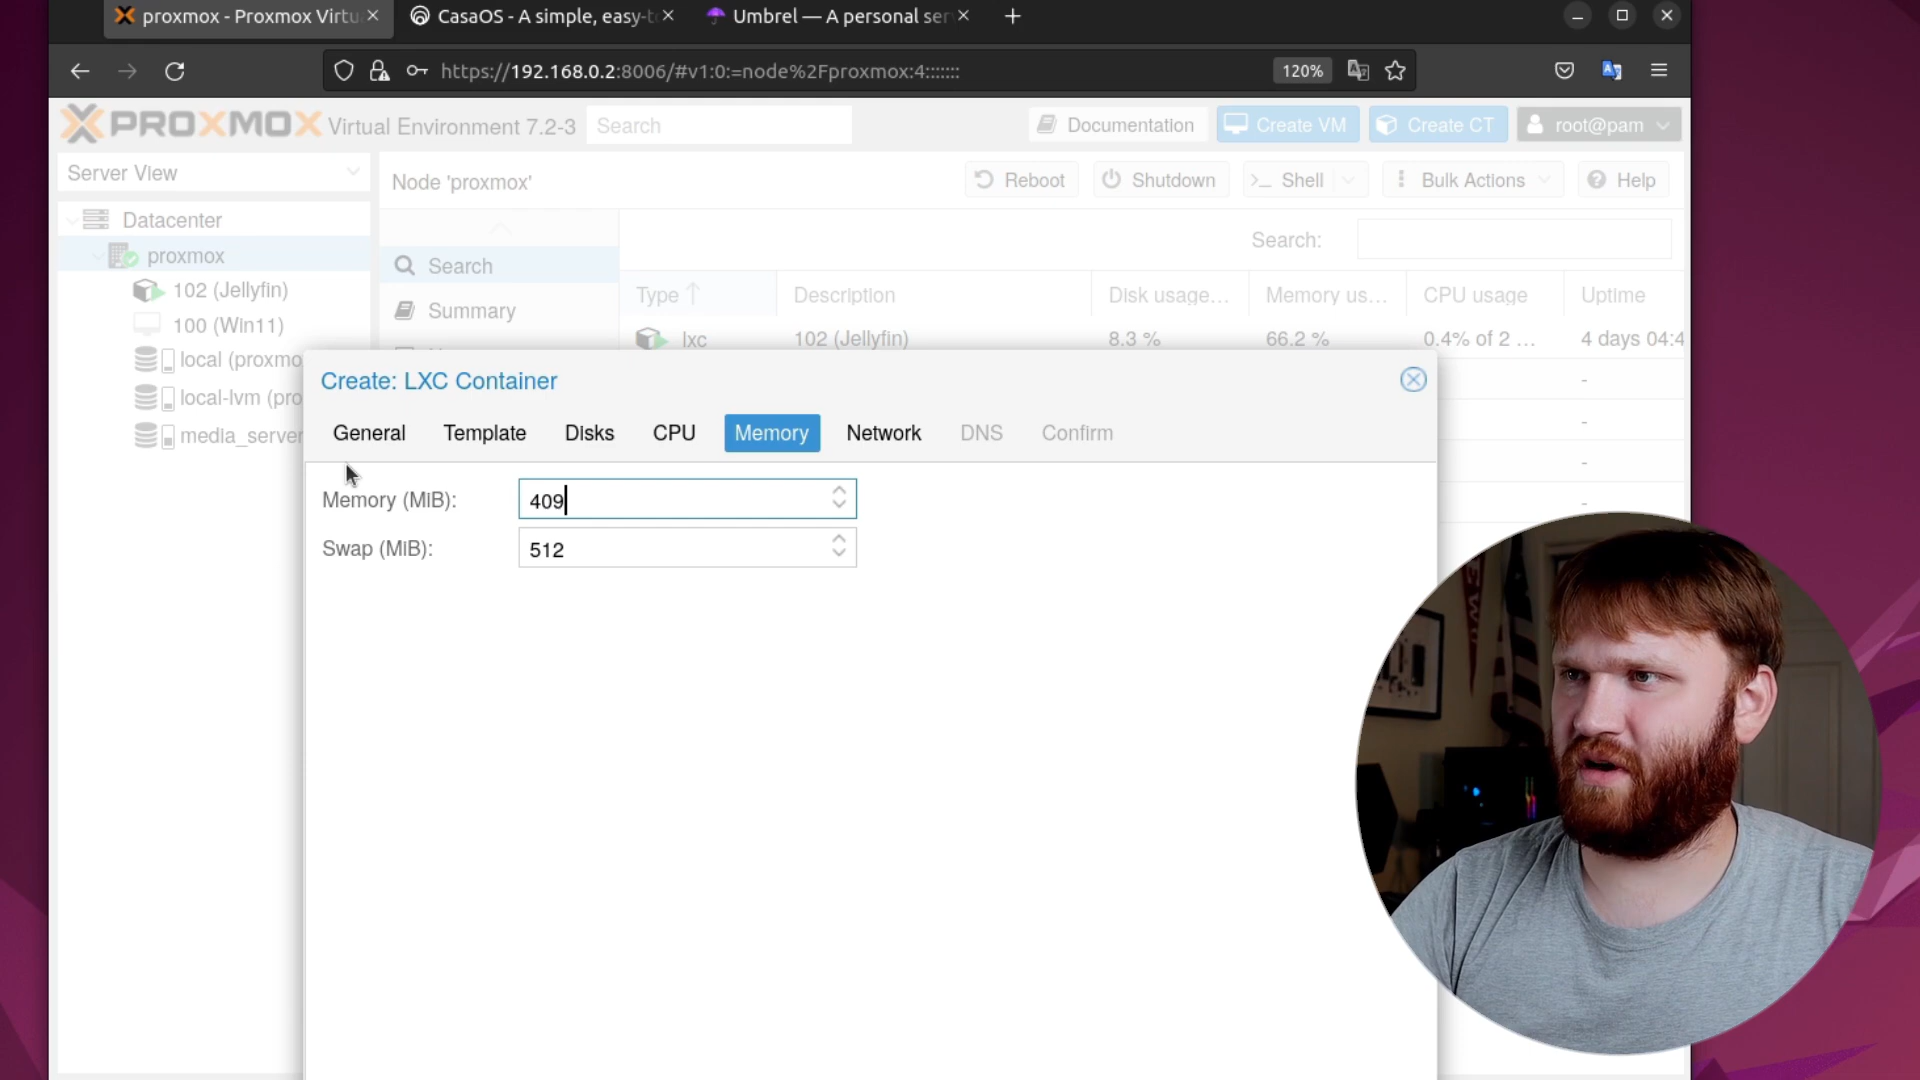 proxmox - Proxmox Virtu
CasaOS - A simple, easy-t
Umbrel — A personal ser
https://192.168.0.2:8006/#v1:0:=node%2Fproxmox:4:::::::
120%
PROXMOX Virtual Environment 7.2-3
Search
Documentation
Create VM
Create CT
root@pam
Server View
Node 'proxmox'
Reboot
Shutdown
Shell
Bulk Actions
Help
Datacenter
proxmox
102 (Jellyfin)
100 (Win11)
local (proxmo
local-lvm (pro
media_server
Search
Summary
Search:
Type
Description
Disk usage...
Memory us...
CPU usage
Uptime
lxc
102 (Jellyfin)
8.3 %
66.2 %
0.4% of 2 ...
4 days 04:4
Create: LXC Container
General
Template
Disks
CPU
Memory
Network
DNS
Confirm
Memory (MiB):
409
Swap (MiB):
512